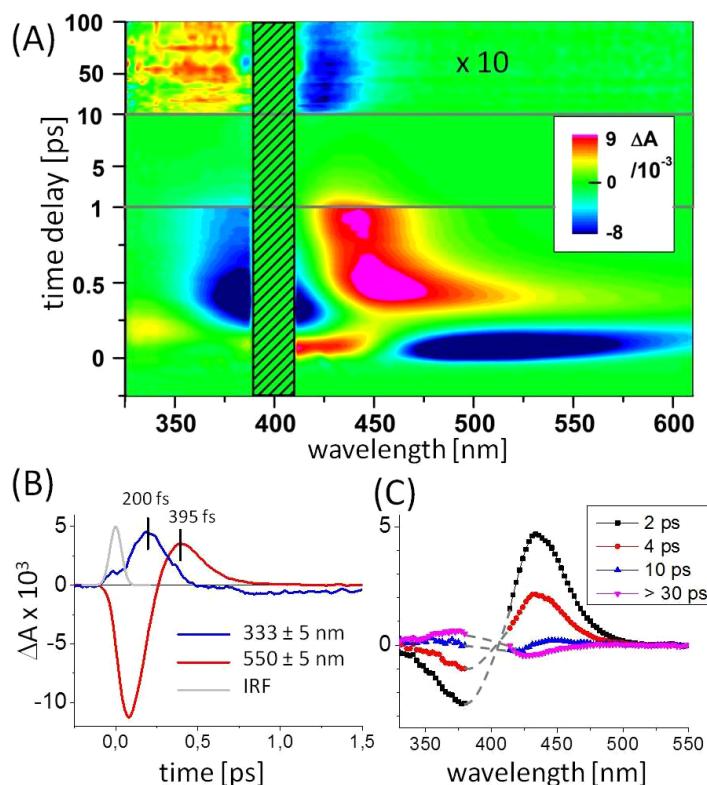 (A)
100
50
10
5
1
0.5
0
time delay [ps]
x 10
9 ΔA
/10⁻³
0
-8
350 400 450 500 550 600
wavelength [nm]
(B)
200 fs
395 fs
5
0
-5
-10
ΔA x 10³
333 ± 5 nm
550 ± 5 nm
IRF
0,0 0,5 1,0 1,5
time [ps]
(C)
5
0
2 ps
4 ps
10 ps
> 30 ps
350 400 450 500 550
wavelength [nm]